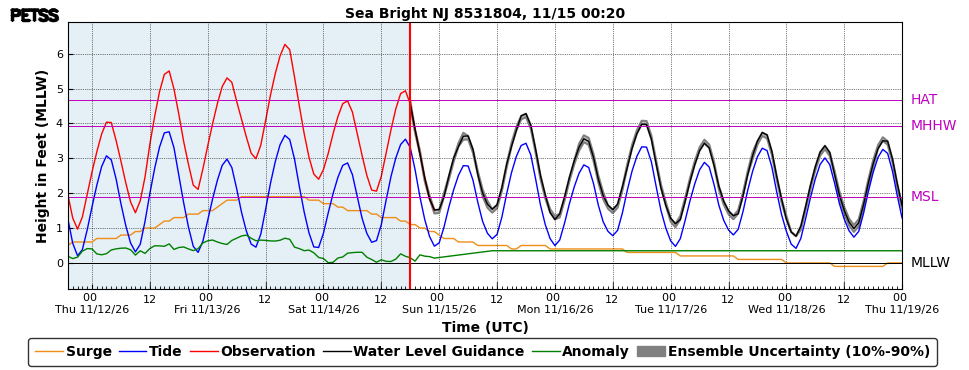 PETSS
Sea Bright NJ 8531804, 11/15 00:20
Height in Feet (MLLW)
6
5
4
3
2
1
0
HAT
MHHW
MSL
MLLW
00 12 00 12 00 12 00 12 00 12 00 12 00 12 00
Thu 11/12/26 Fri 11/13/26 Sat 11/14/26 Sun 11/15/26 Mon 11/16/26 Tue 11/17/26 Wed 11/18/26 Thu 11/19/26
Time (UTC)
Surge Tide Observation Water Level Guidance Anomaly Ensemble Uncertainty (10%-90%)